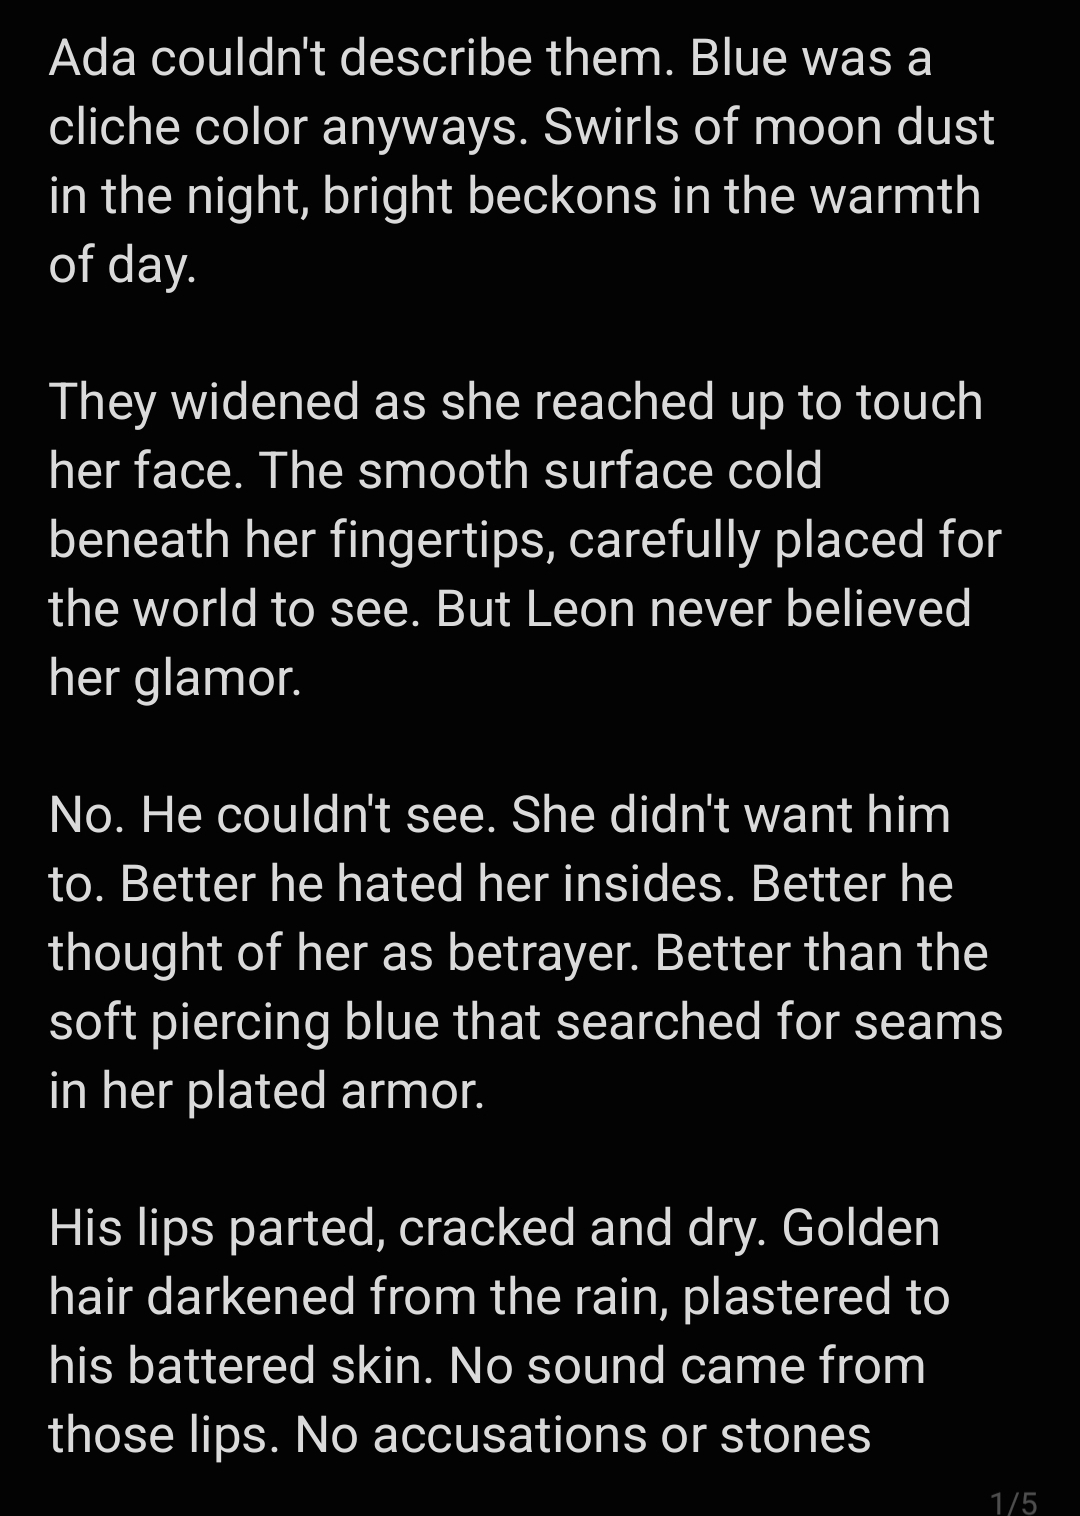 Ada couldn't describe them. Blue was a
cliche color anyways. Swirls of moon dust
in the night, bright beckons in the warmth
of day.
They widened as she reached up to touch
her face. The smooth surface cold
beneath her fingertips, carefully placed for
the world to see. But Leon never believed
her glamor.
No. He couldn't see. She didn't want him
to. Better he hated her insides. Better he
thought of her as betrayer. Better than the
soft piercing blue that searched for seams
in her plated armor.
His lips parted, cracked and dry. Golden
hair darkened from the rain, plastered to
his battered skin. No sound came from
those lips. No accusations or stones
1/5